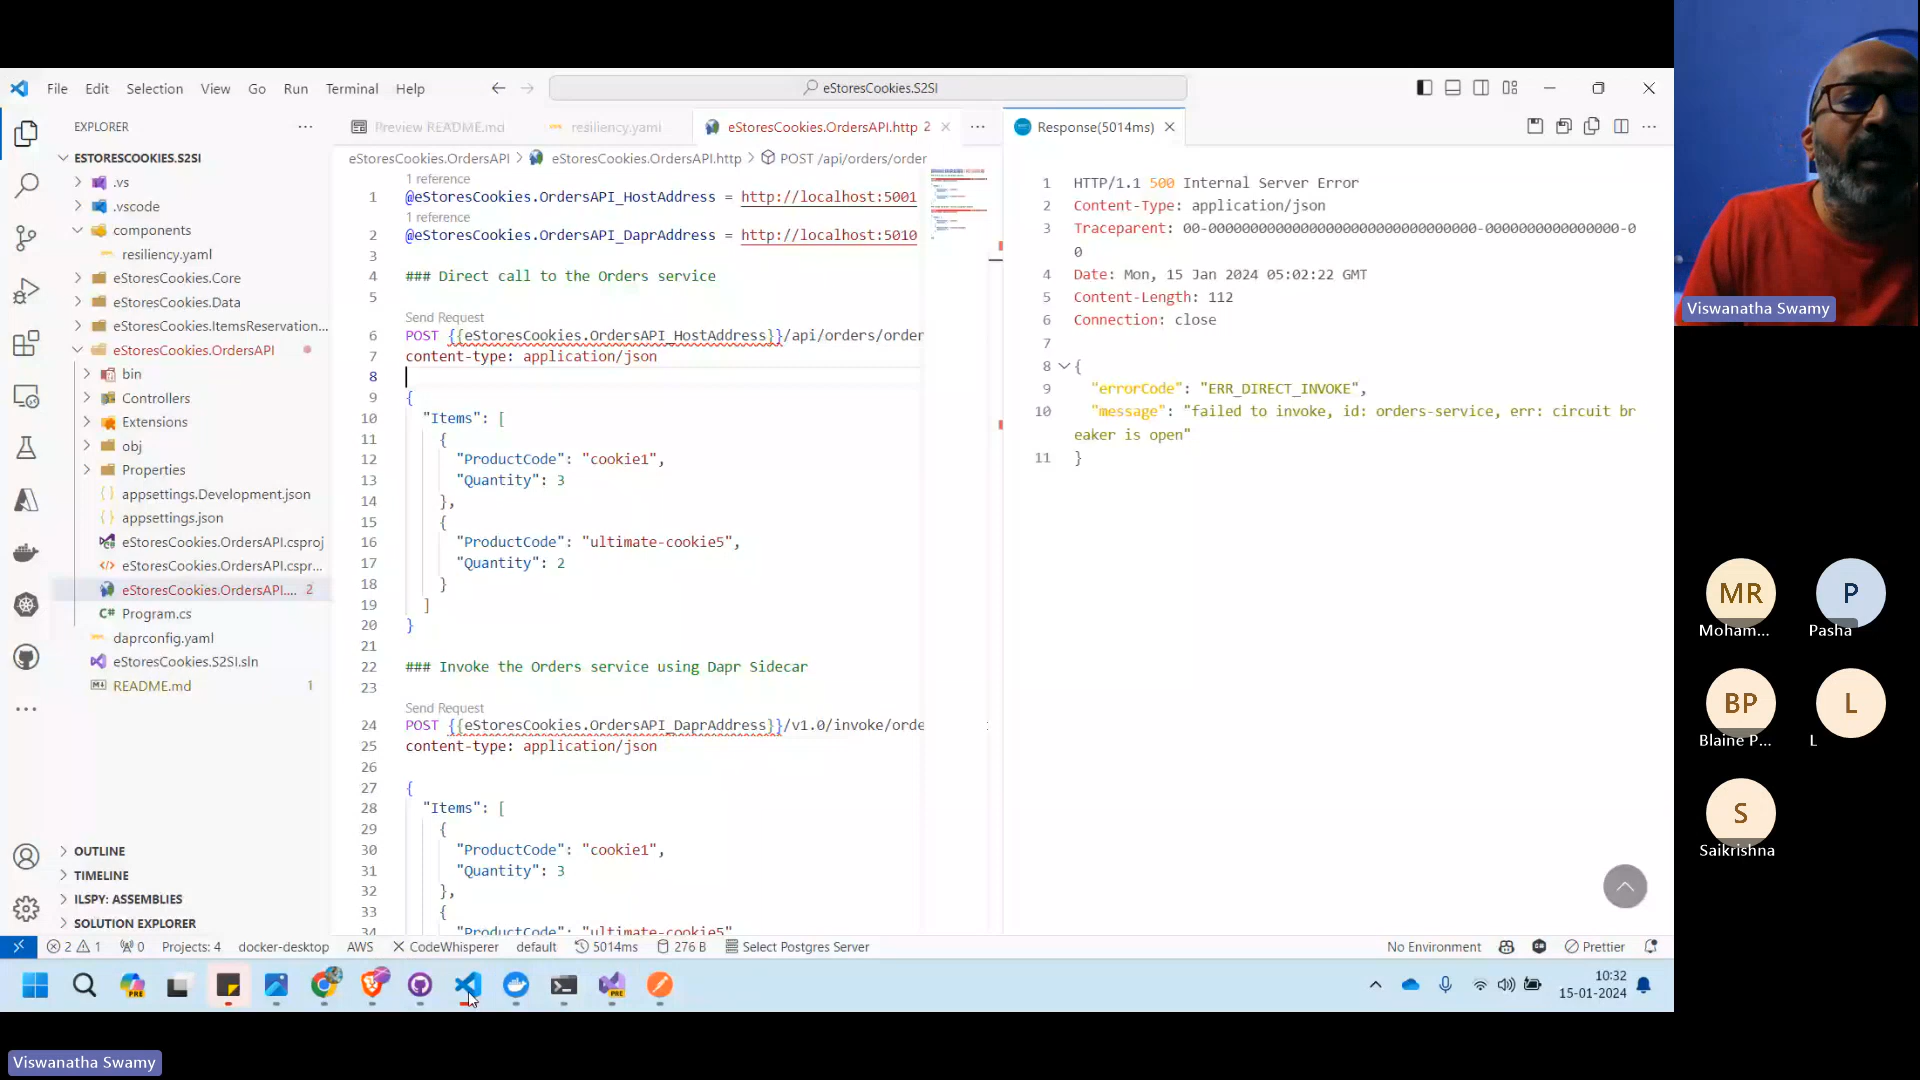 File Edit Selection View Go Run Terminal Help
eStoresCookies.S2SI
EXPLORER
ESTORESCOOKIES.S2SI
.vs
.vscode
components
resiliency.yaml
eStoresCookies.Core
eStoresCookies.Data
eStoresCookies.ItemsReservation...
eStoresCookies.OrdersAPI
bin
Controllers
Extensions
obj
Properties
appsettings.Development.json
appsettings.json
eStoresCookies.OrdersAPI.csproj
eStoresCookies.OrdersAPI.cspr...
eStoresCookies.OrdersAPI.... 2
Program.cs
daprconfig.yaml
eStoresCookies.S2SI.sln
README.md 1
OUTLINE
TIMELINE
ILSPY: ASSEMBLIES
SOLUTION EXPLORER
Preview README.md
resiliency.yaml
eStoresCookies.OrdersAPI.http 2
eStoresCookies.OrdersAPI > eStoresCookies.OrdersAPI.http > POST /api/orders/order
1 reference
1 @eStoresCookies.OrdersAPI_HostAddress = http://localhost:5001
1 reference
2 @eStoresCookies.OrdersAPI_DaprAddress = http://localhost:5010
3
4 ### Direct call to the Orders service
5
Send Request
6 POST {{eStoresCookies.OrdersAPI_HostAddress}}/api/orders/order
7 content-type: application/json
8
9 {
10 "Items": [
11 {
12 "ProductCode": "cookie1",
13 "Quantity": 3
14 },
15 {
16 "ProductCode": "ultimate-cookie5",
17 "Quantity": 2
18 }
19 ]
20 }
21
22 ### Invoke the Orders service using Dapr Sidecar
23
Send Request
24 POST {{eStoresCookies.OrdersAPI_DaprAddress}}/v1.0/invoke/orde
25 content-type: application/json
26
27 {
28 "Items": [
29 {
30 "ProductCode": "cookie1",
31 "Quantity": 3
32 },
33 {
34 "ProductCode": "ultimate-cookie5"
Response(5014ms)
1 HTTP/1.1 500 Internal Server Error
2 Content-Type: application/json
3 Traceparent: 00-00000000000000000000000000000000-0000000000000000-0
0
4 Date: Mon, 15 Jan 2024 05:02:22 GMT
5 Content-Length: 112
6 Connection: close
7
8 {
9 "errorCode": "ERR_DIRECT_INVOKE",
10 "message": "failed to invoke, id: orders-service, err: circuit br
eaker is open"
11 }
2 1 0 Projects: 4 docker-desktop AWS CodeWhisperer default 5014ms 276 B Select Postgres Server No Environment Prettier
PRE
PRE
10:32
15-01-2024
Viswanatha Swamy
MR
Moham...
P
Pasha
BP
Blaine P...
L
L
S
Saikrishna
Viswanatha Swamy